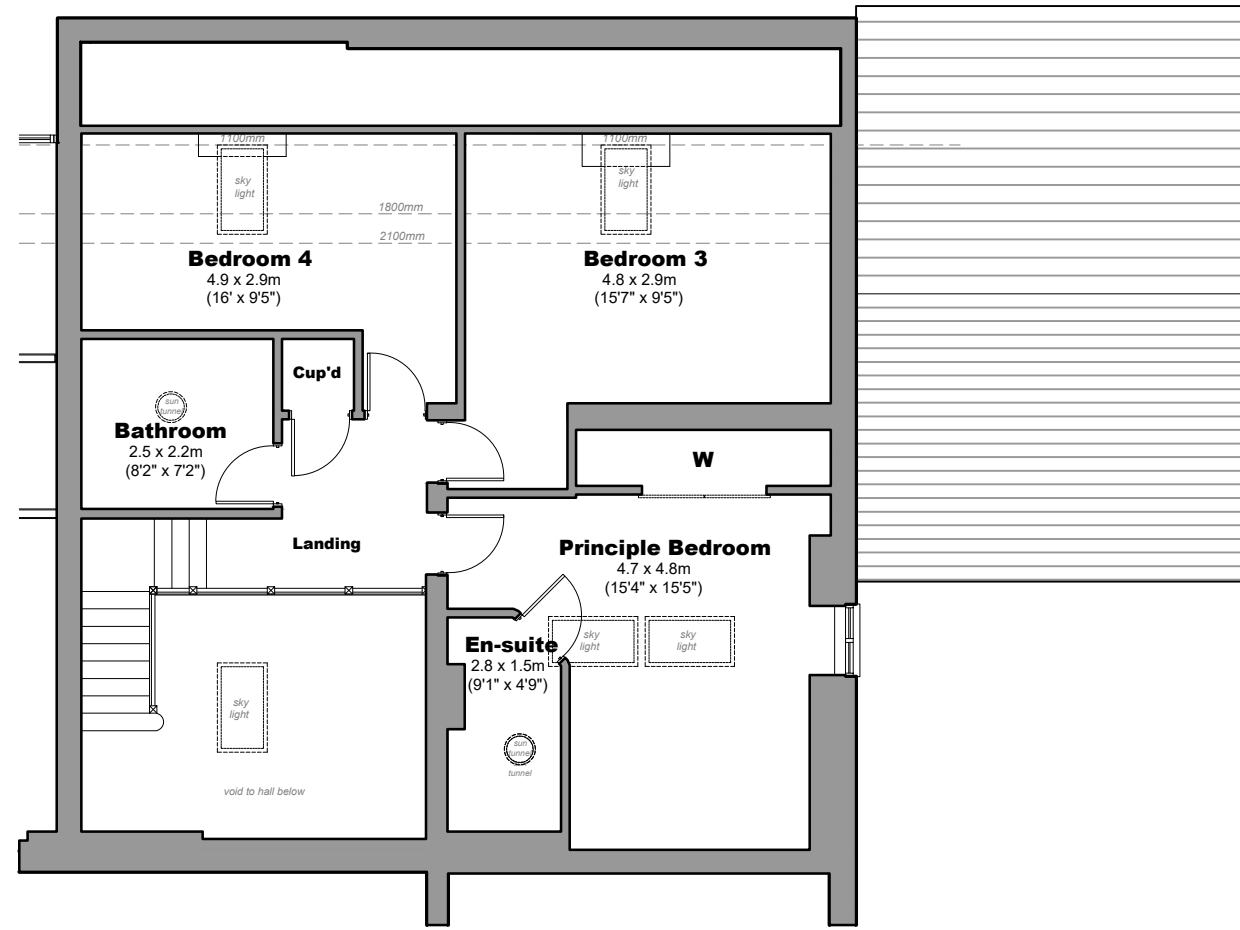 1100mm
1100mm
sky
light
sky
light
1800mm
2100mm
Bedroom 4
4.9 x 2.9m
(16' x 9'5")
Bedroom 3
4.8 x 2.9m
(15'7" x 9'5")
Cup'd
sun
tunnel
Bathroom
2.5 x 2.2m
(8'2" x 7'2")
W
Landing
Principle Bedroom
4.7 x 4.8m
(15'4" x 15'5")
En-suite
2.8 x 1.5m
(9'1" x 4'9")
sky
light
sky
light
sky
light
sun
tunnel
tunnel
void to hall below